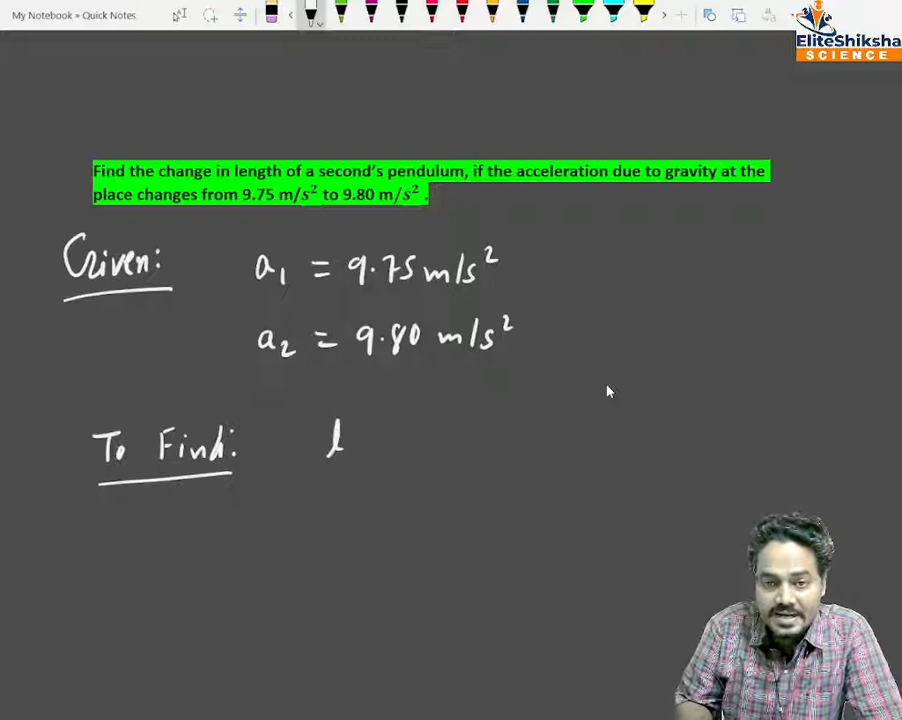 My Notebook » Quick Notes
EliteShiksha
SCIENCE
Find the change in length of a second's pendulum, if the acceleration due to gravity at the
place changes from 9.75 m/s² to 9.80 m/s² .
Given: a₁ = 9.75 m/s²
a₂ = 9.80 m/s²
To Find: l